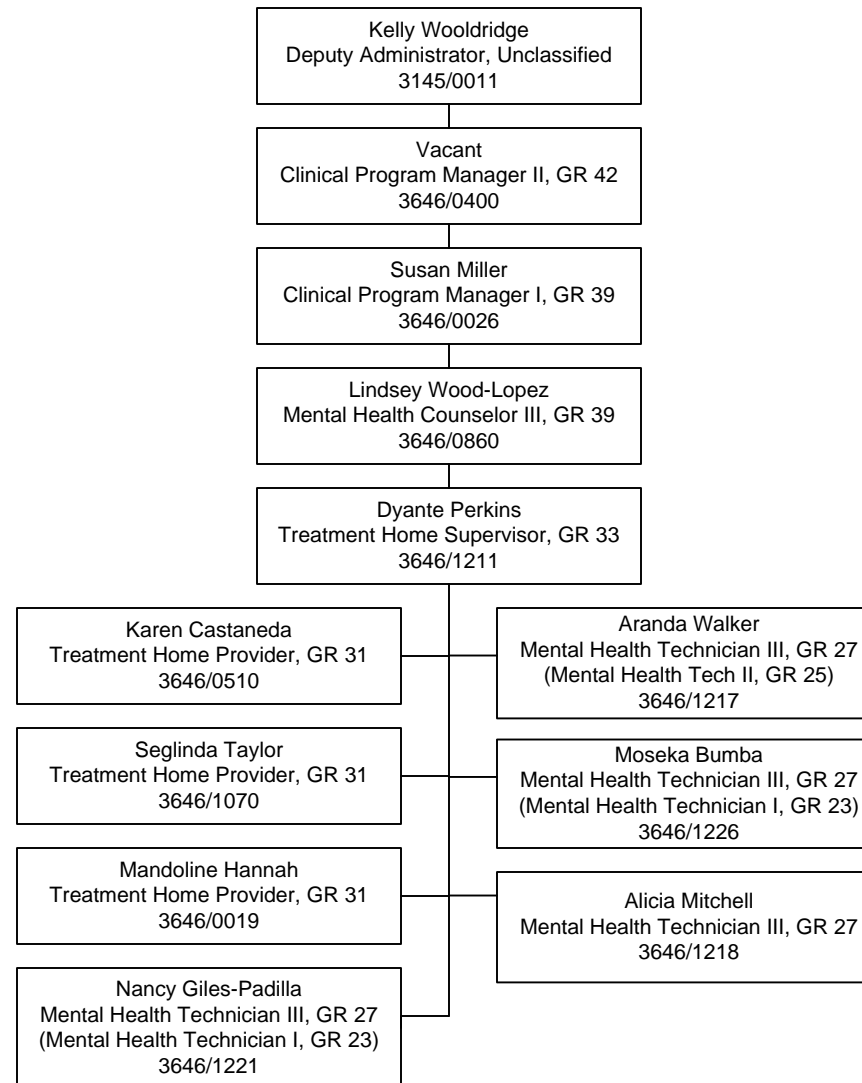 Kelly Wooldridge
Deputy Administrator, Unclassified
3145/0011
Vacant
Clinical Program Manager II, GR 42
3646/0400
Susan Miller
Clinical Program Manager I, GR 39
3646/0026
Lindsey Wood-Lopez
Mental Health Counselor III, GR 39
3646/0860
Dyante Perkins
Treatment Home Supervisor, GR 33
3646/1211
Karen Castaneda
Treatment Home Provider, GR 31
3646/0510
Aranda Walker
Mental Health Technician III, GR 27
(Mental Health Tech II, GR 25)
3646/1217
Seglinda Taylor
Treatment Home Provider, GR 31
3646/1070
Moseka Bumba
Mental Health Technician III, GR 27
(Mental Health Technician I, GR 23)
3646/1226
Mandoline Hannah
Treatment Home Provider, GR 31
3646/0019
Alicia Mitchell
Mental Health Technician III, GR 27
3646/1218
Nancy Giles-Padilla
Mental Health Technician III, GR 27
(Mental Health Technician I, GR 23)
3646/1221